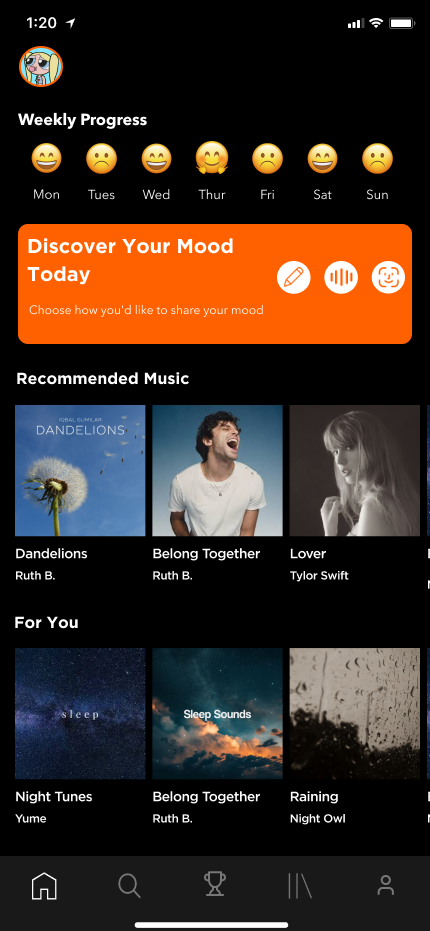 1:20
Weekly Progress
Mon Tues Wed Thur Fri Sat Sun
Discover Your Mood
Today
Choose how you'd like to share your mood
Recommended Music
IQBAL GUMILAR
DANDELIONS
Dandelions Belong Together Lover
Ruth B. Ruth B. Tylor Swift
For You
sleep Sleep Sounds
Night Tunes Belong Together Raining
Yume Ruth B. Night Owl